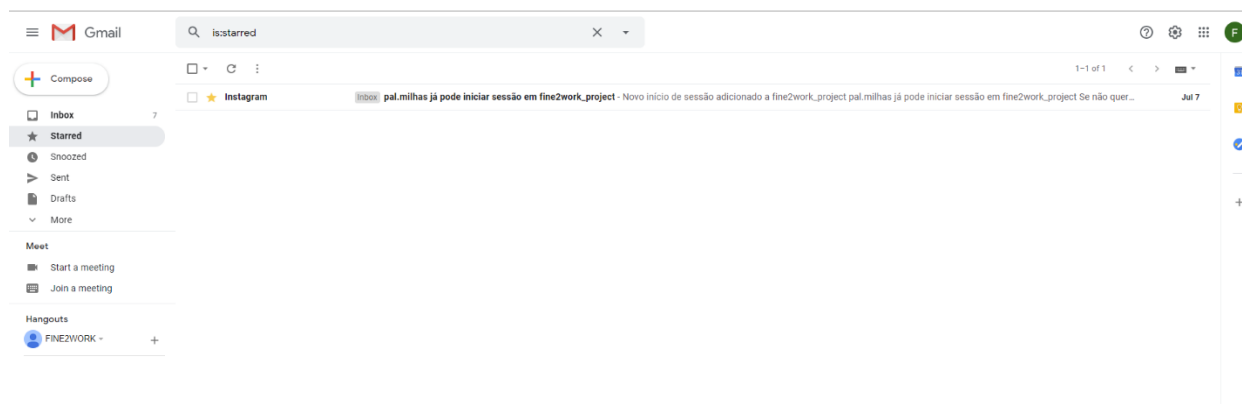 Gmail
is:starred
Compose
1–1 of 1
Instagram Inbox pal.milhas já pode iniciar sessão em fine2work_project - Novo início de sessão adicionado a fine2work_project pal.milhas já pode iniciar sessão em fine2work_project Se não quer... Jul 7
Inbox 7
Starred
Snoozed
Sent
Drafts
More
Meet
Start a meeting
Join a meeting
Hangouts
FINE2WORK
F